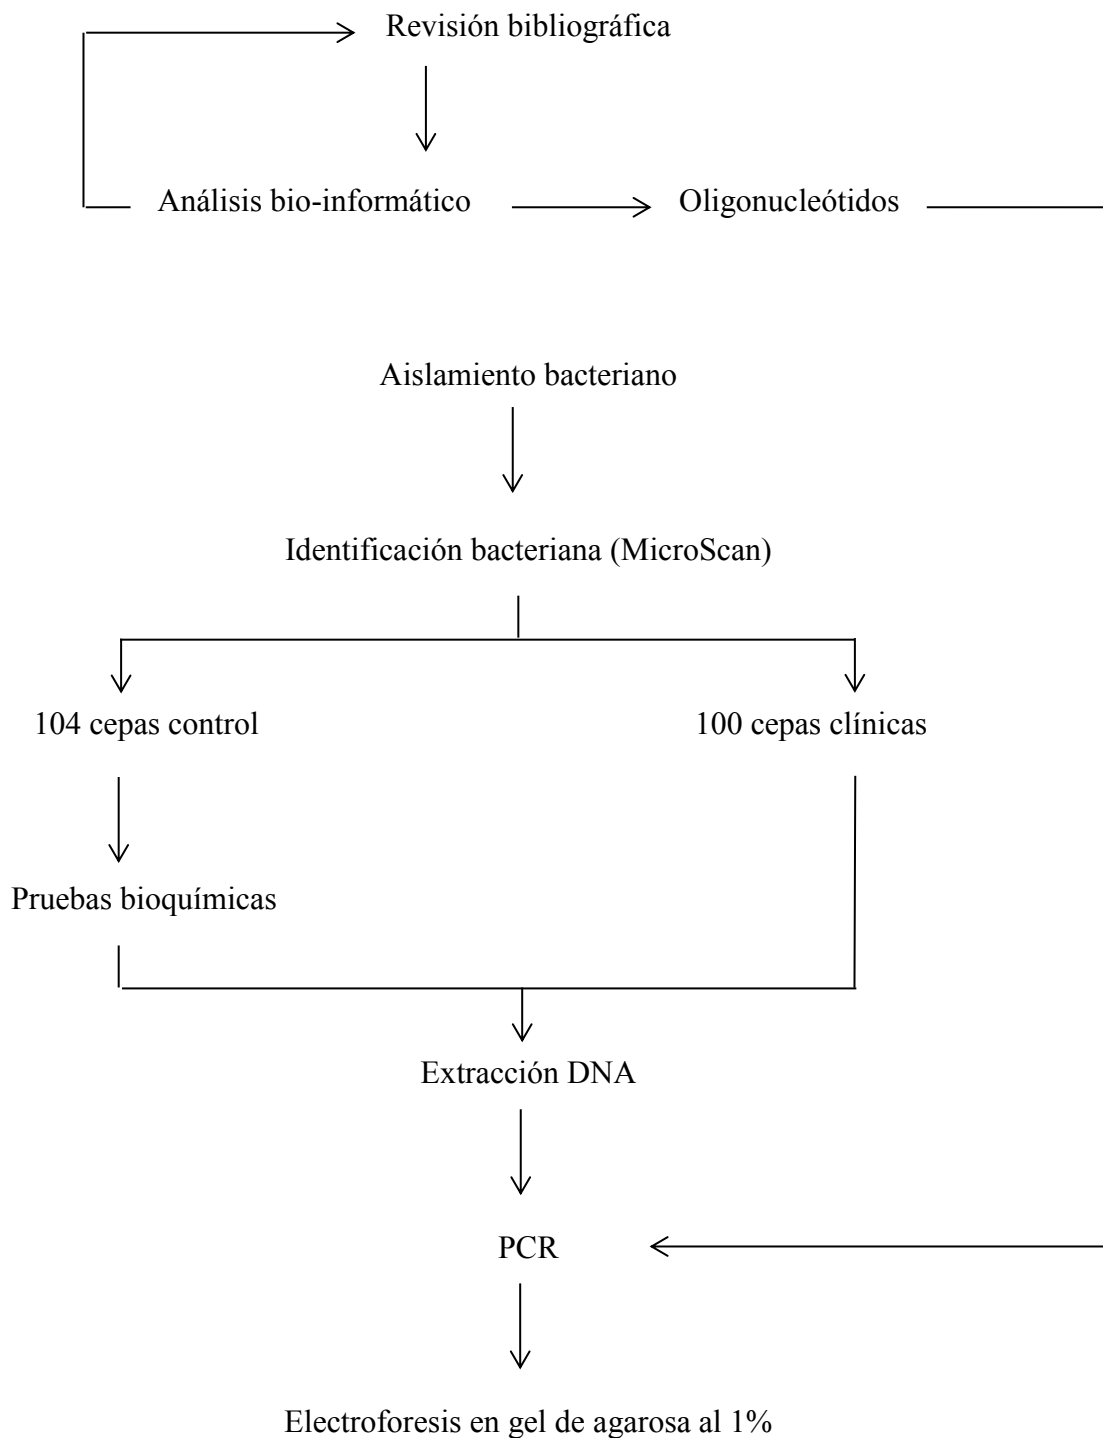 Revisión bibliográfica
Análisis bio-informático
Oligonucleótidos
Aislamiento bacteriano
Identificación bacteriana (MicroScan)
104 cepas control
100 cepas clínicas
Pruebas bioquímicas
Extracción DNA
PCR
Electroforesis en gel de agarosa al 1%